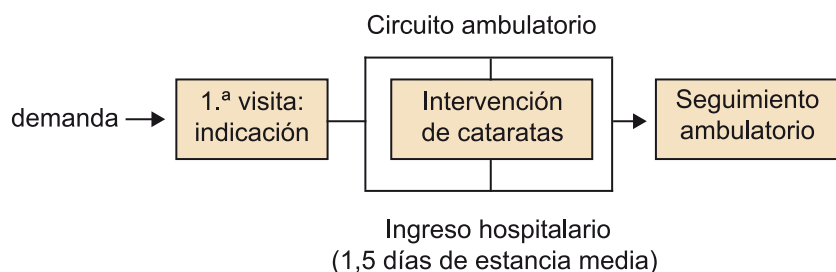 Circuito ambulatorio
demanda
1.ª visita:
indicación
Intervención
de cataratas
Seguimiento
ambulatorio
Ingreso hospitalario
(1,5 días de estancia media)